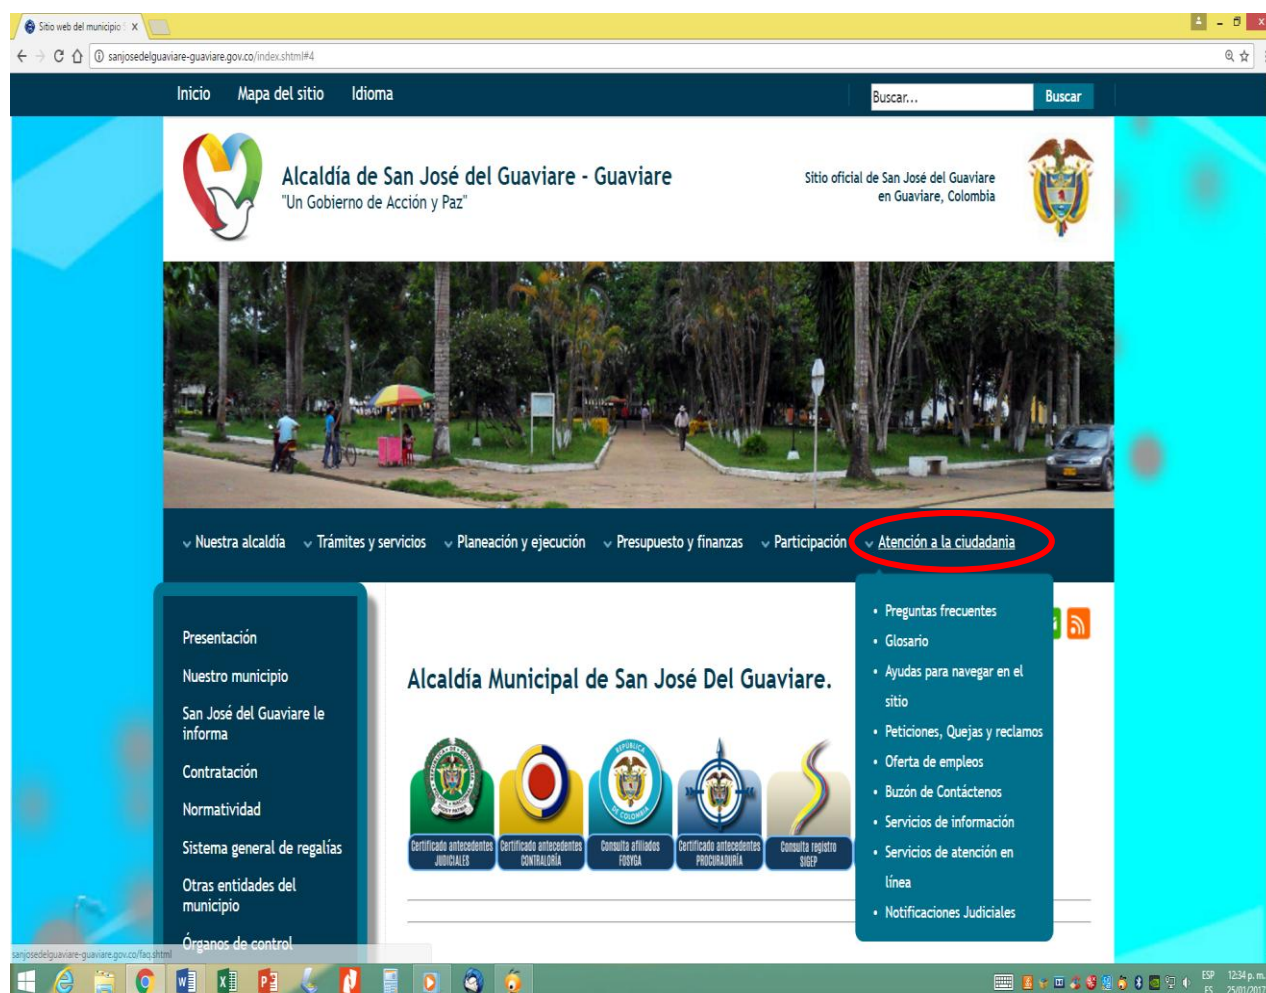 Sitio web del municipio S
sanjosedelguaviare-guaviare.gov.co/index.shtml#4
Inicio Mapa del sitio Idioma Buscar... Buscar
Alcaldía de San José del Guaviare - Guaviare
"Un Gobierno de Acción y Paz"
Sitio oficial de San José del Guaviare
en Guaviare, Colombia
Nuestra alcaldía Trámites y servicios Planeación y ejecución Presupuesto y finanzas Participación Atención a la ciudadania
Presentación
Nuestro municipio
San José del Guaviare le
informa
Contratación
Normatividad
Sistema general de regalías
Otras entidades del
municipio
Órganos de control
Alcaldía Municipal de San José Del Guaviare.
Certificado antecedentes
JUDICIALES
Certificado antecedentes
CONTRALORÍA
Consulta afiliados
FOSYGA
Certificado antecedentes
PROCURADURÍA
Consulta registro
SIGEP
• Preguntas frecuentes
• Glosario
• Ayudas para navegar en el
sitio
• Peticiones, Quejas y reclamos
• Oferta de empleos
• Buzón de Contáctenos
• Servicios de información
• Servicios de atención en
línea
• Notificaciones Judiciales
sanjosedelguaviare-guaviare.gov.co/faq.shtml
ESP 12:34 p. m.
ES 25/01/2017